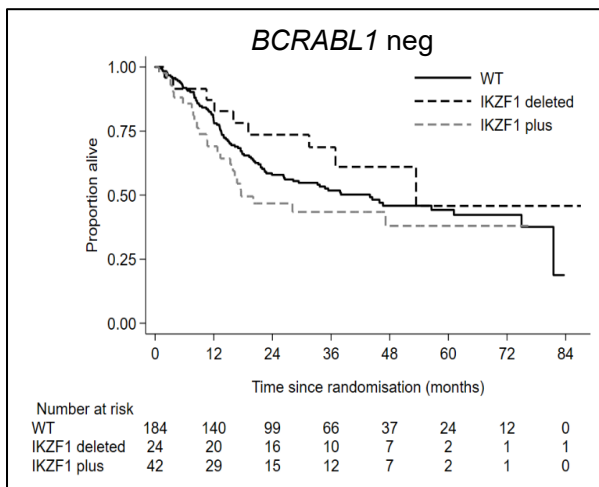 BCRABL1 neg
WT
IKZF1 deleted
IKZF1 plus
Proportion alive
1.00
0.75
0.50
0.25
0.00
0 12 24 36 48 60 72 84
Time since randomisation (months)
Number at risk
WT 184 140 99 66 37 24 12 0
IKZF1 deleted 24 20 16 10 7 2 1 1
IKZF1 plus 42 29 15 12 7 2 1 0